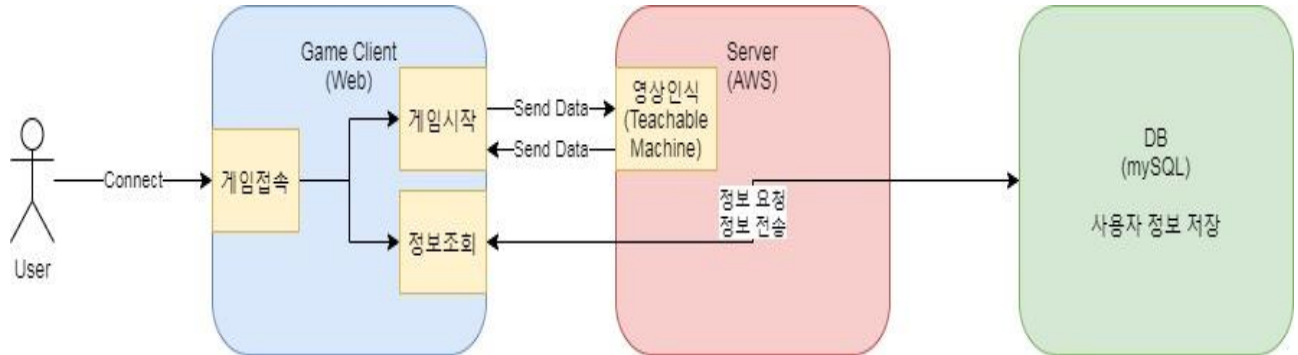 User
Connect
Game Client
(Web)
게임접속
게임시작
정보조회
Send Data
Send Data
Server
(AWS)
영상인식
(Teachable
Machine)
정보 요청
정보 전송
DB
(mySQL)
사용자 정보 저장